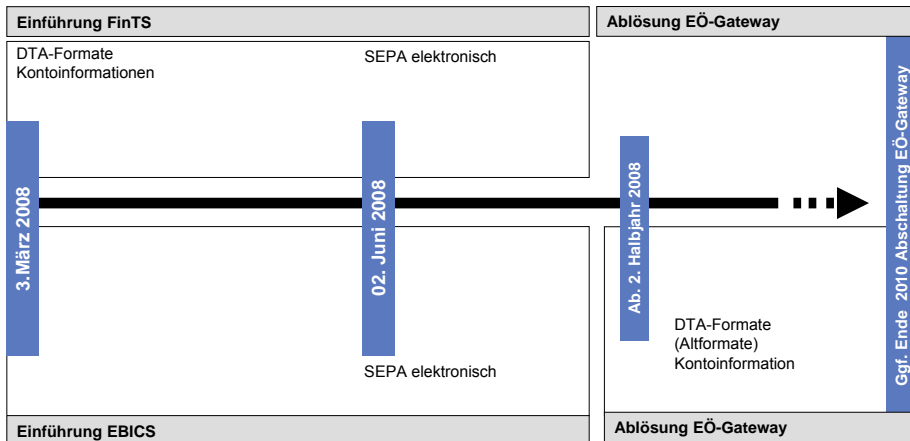 Einführung FinTS
Ablösung EÖ-Gateway
DTA-Formate
Kontoinformationen
SEPA elektronisch
3.März 2008
02. Juni 2008
Ab. 2. Halbjahr 2008
Ggf. Ende 2010 Abschaltung EÖ-Gateway
DTA-Formate
(Altformate)
Kontoinformation
SEPA elektronisch
Einführung EBICS
Ablösung EÖ-Gateway